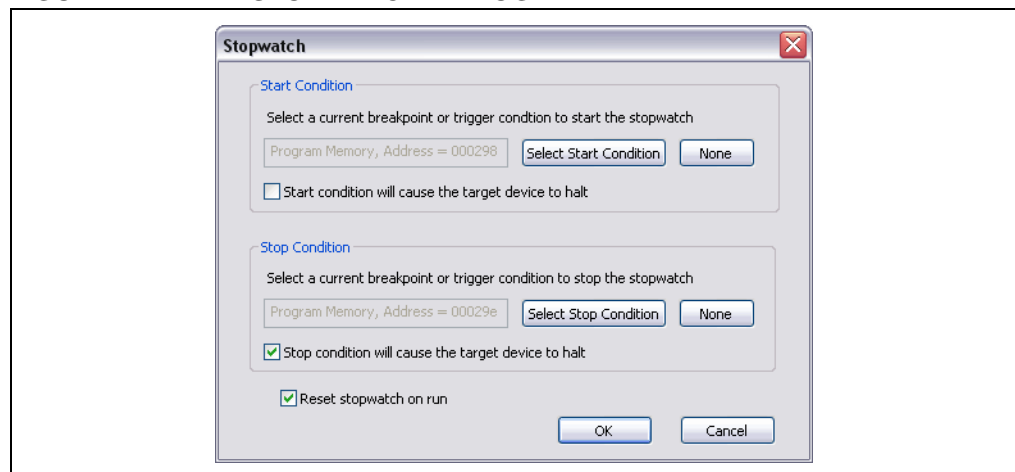 Stopwatch
Start Condition
Select a current breakpoint or trigger condtion to start the stopwatch
Program Memory, Address = 000298 Select Start Condition None
Start condition will cause the target device to halt
Stop Condition
Select a current breakpoint or trigger condition to stop the stopwatch
Program Memory, Address = 00029e Select Stop Condition None
Stop condition will cause the target device to halt
Reset stopwatch on run
OK Cancel